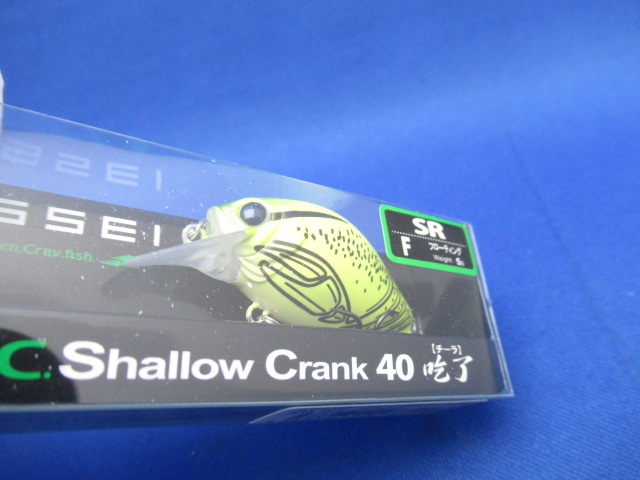 SSEI
en Cray fish.
SR
F フローティング
Weight 5g
C. Shallow Crank 40
【チーラ】
吃了